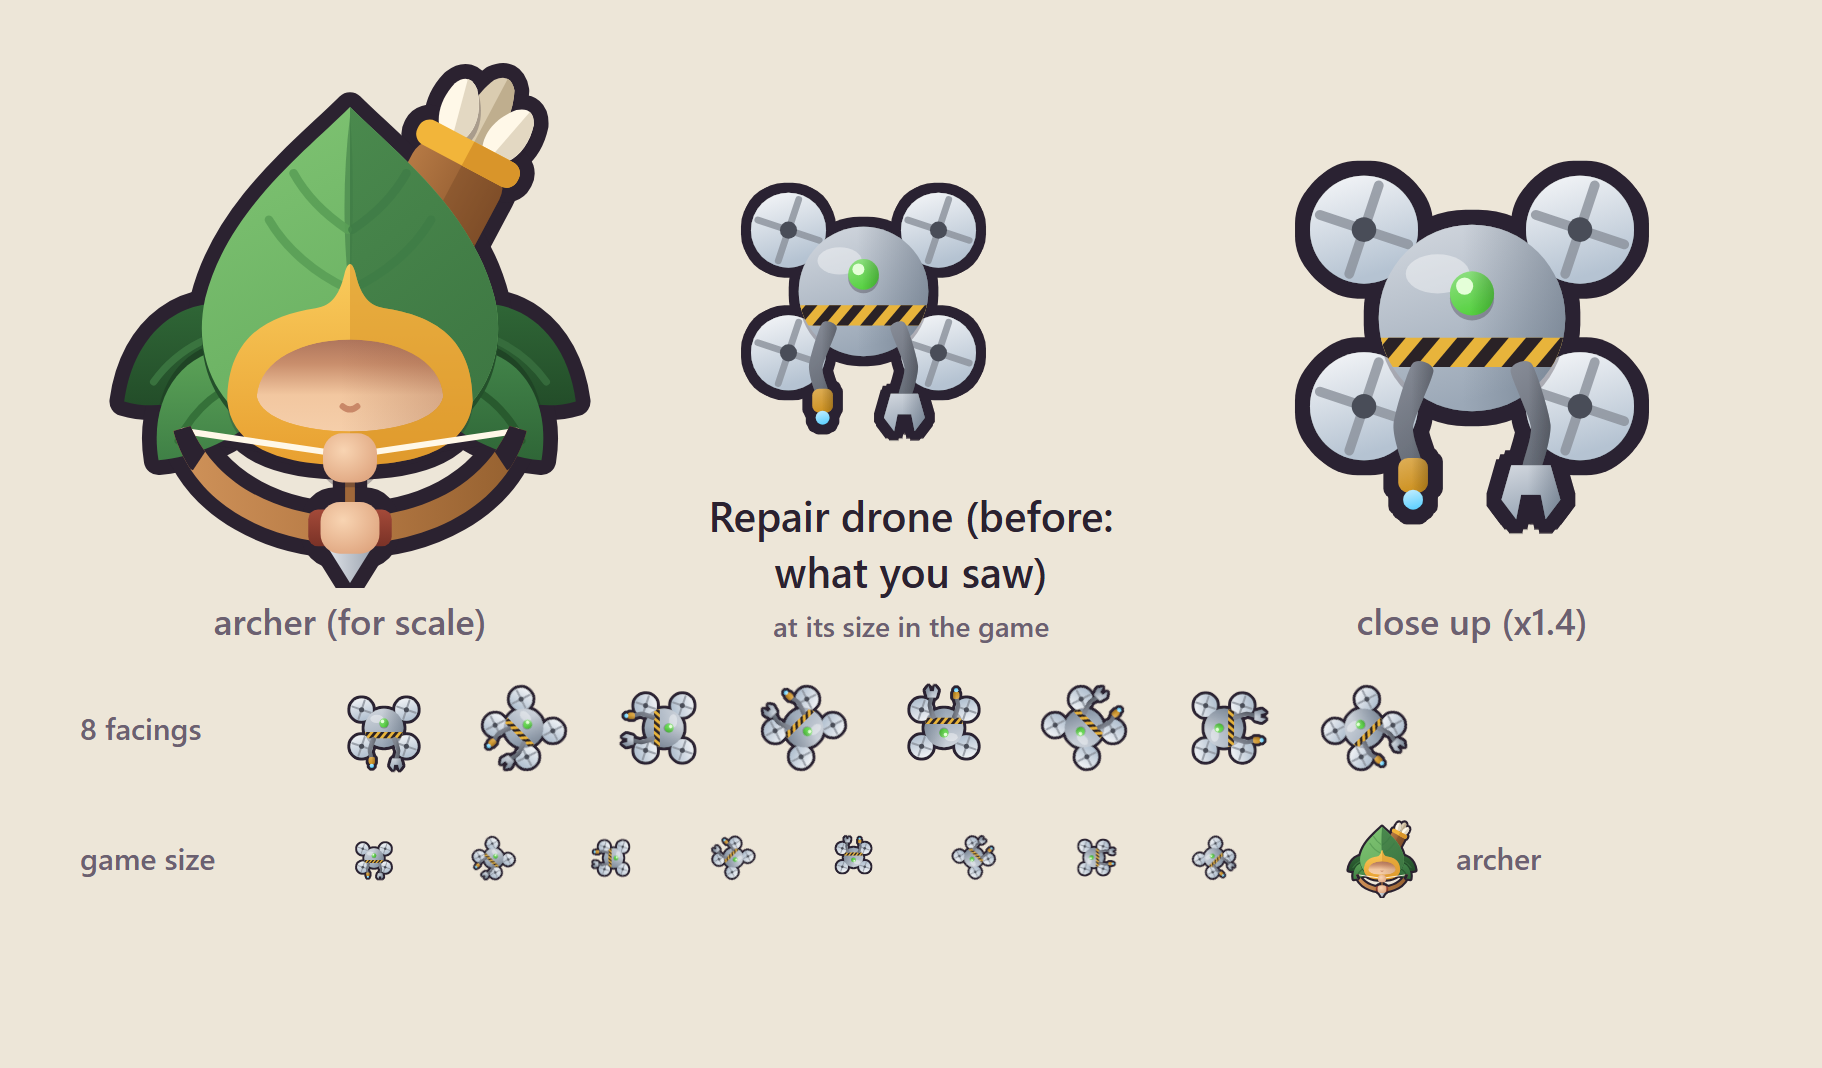 Repair drone (before:
what you saw)
archer (for scale)
at its size in the game
close up (x1.4)
8 facings
game size
archer